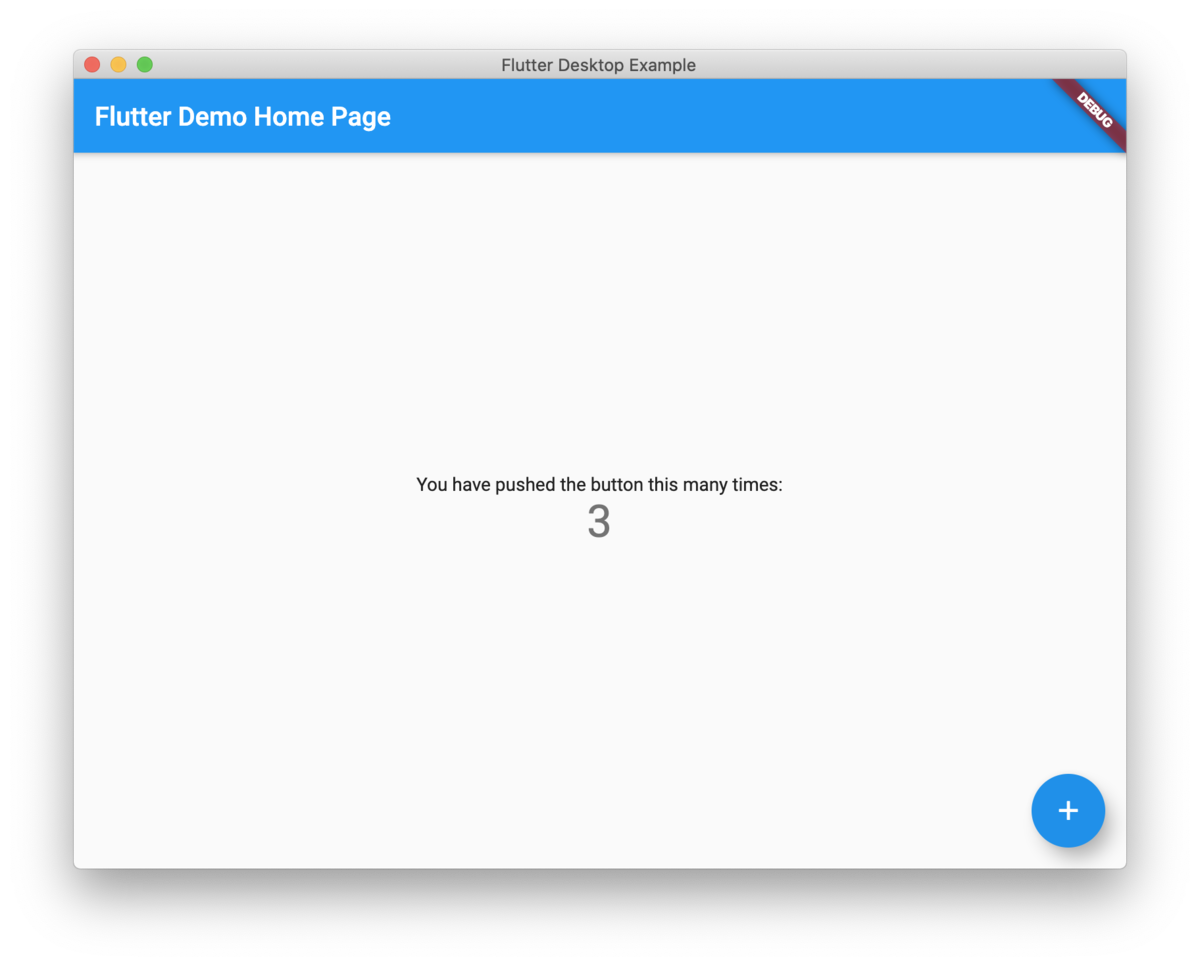 Flutter Desktop Example
Flutter Demo Home Page
DEBUG
You have pushed the button this many times:
3
+